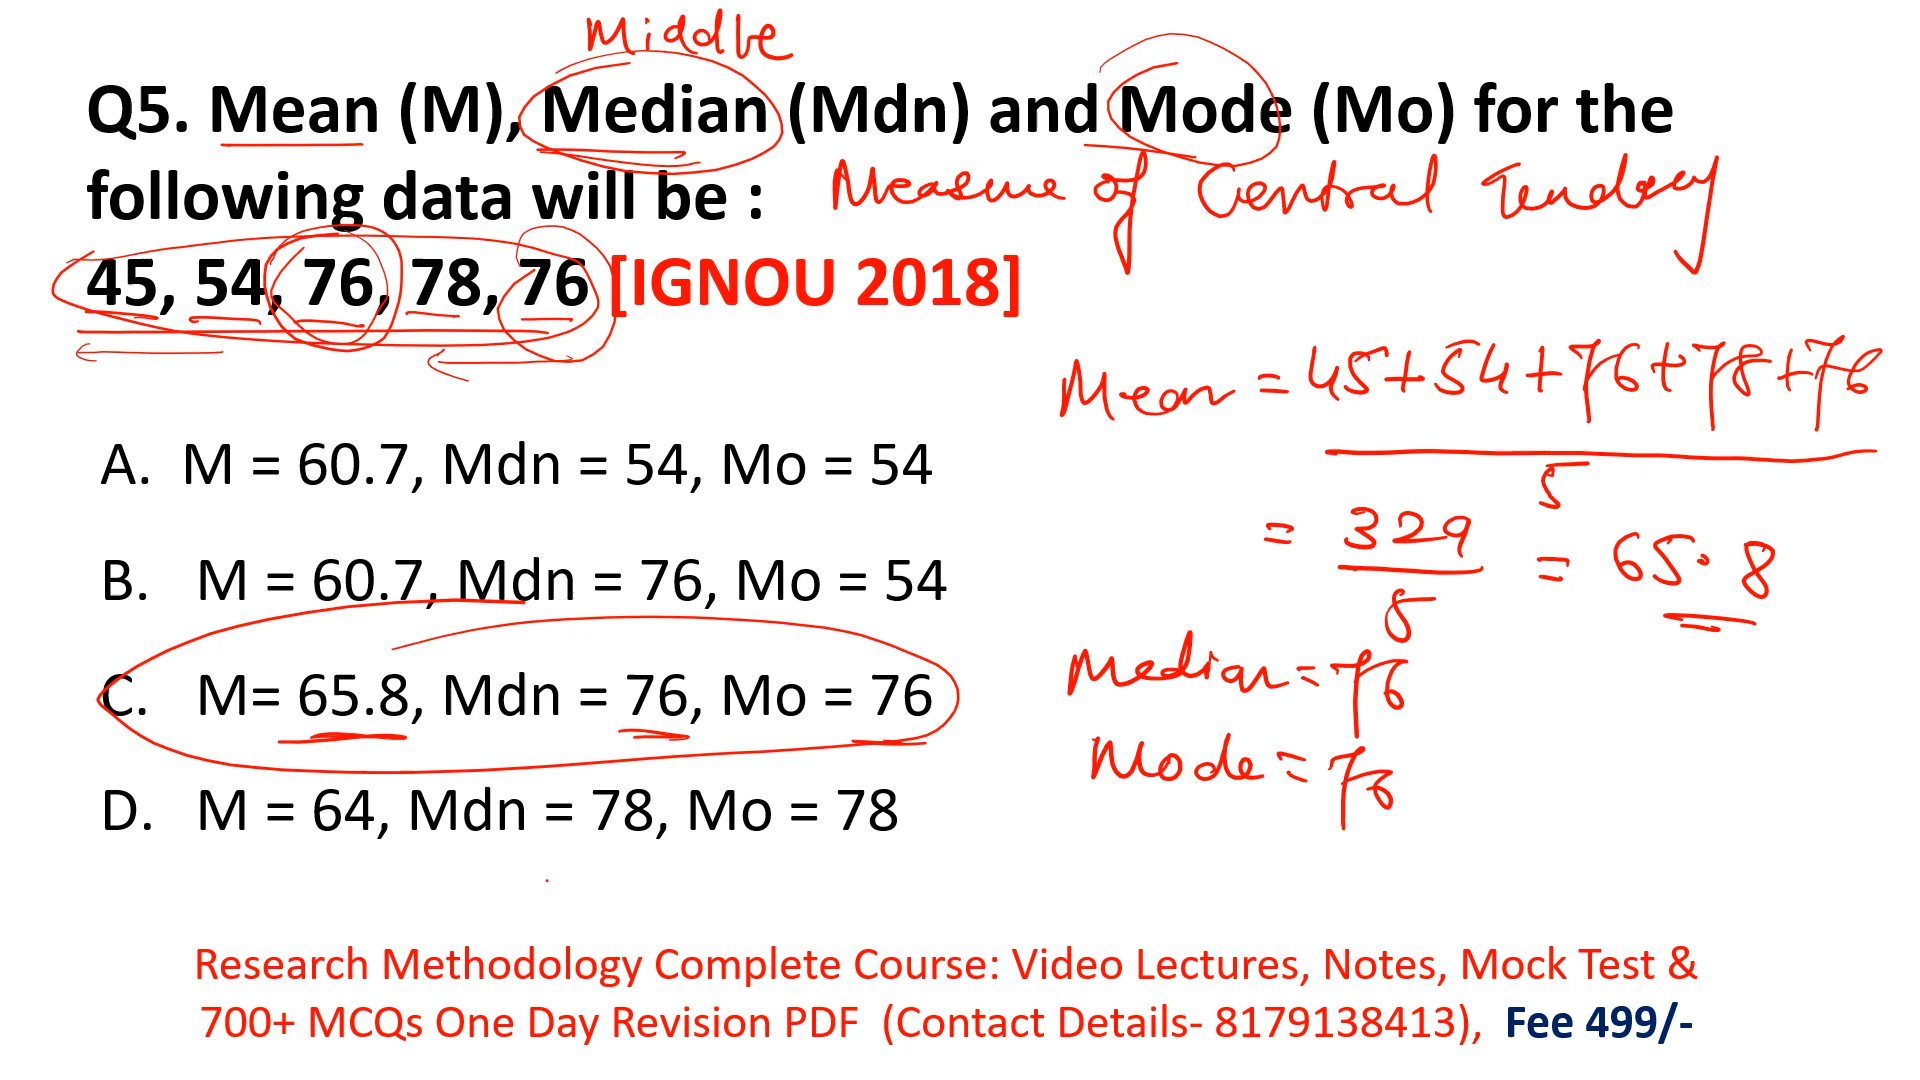 Middle
Q5. Mean (M), Median (Mdn) and Mode (Mo) for the
following data will be :
Measure of Central Tendency
45, 54, 76, 78, 76 [IGNOU 2018]
Mean = 45+54+76+78+76
5
= 329 = 65.8
5
A. M = 60.7, Mdn = 54, Mo = 54
B. M = 60.7, Mdn = 76, Mo = 54
C. M= 65.8, Mdn = 76, Mo = 76
D. M = 64, Mdn = 78, Mo = 78
Median = 76
Mode = 76
Research Methodology Complete Course: Video Lectures, Notes, Mock Test &
700+ MCQs One Day Revision PDF (Contact Details- 8179138413), Fee 499/-